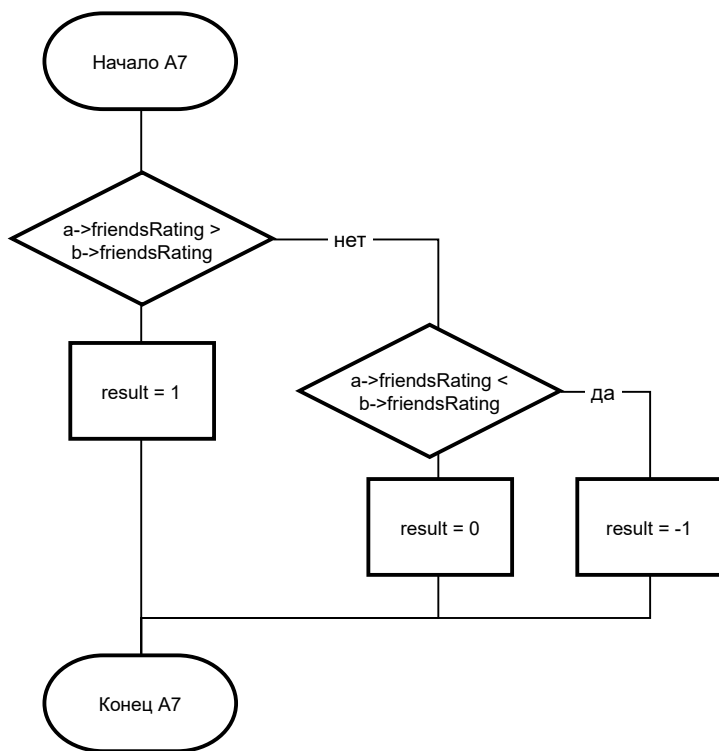 Начало A7
a->friendsRating >
b->friendsRating
нет
result = 1
a->friendsRating <
b->friendsRating
да
result = 0
result = -1
Конец A7